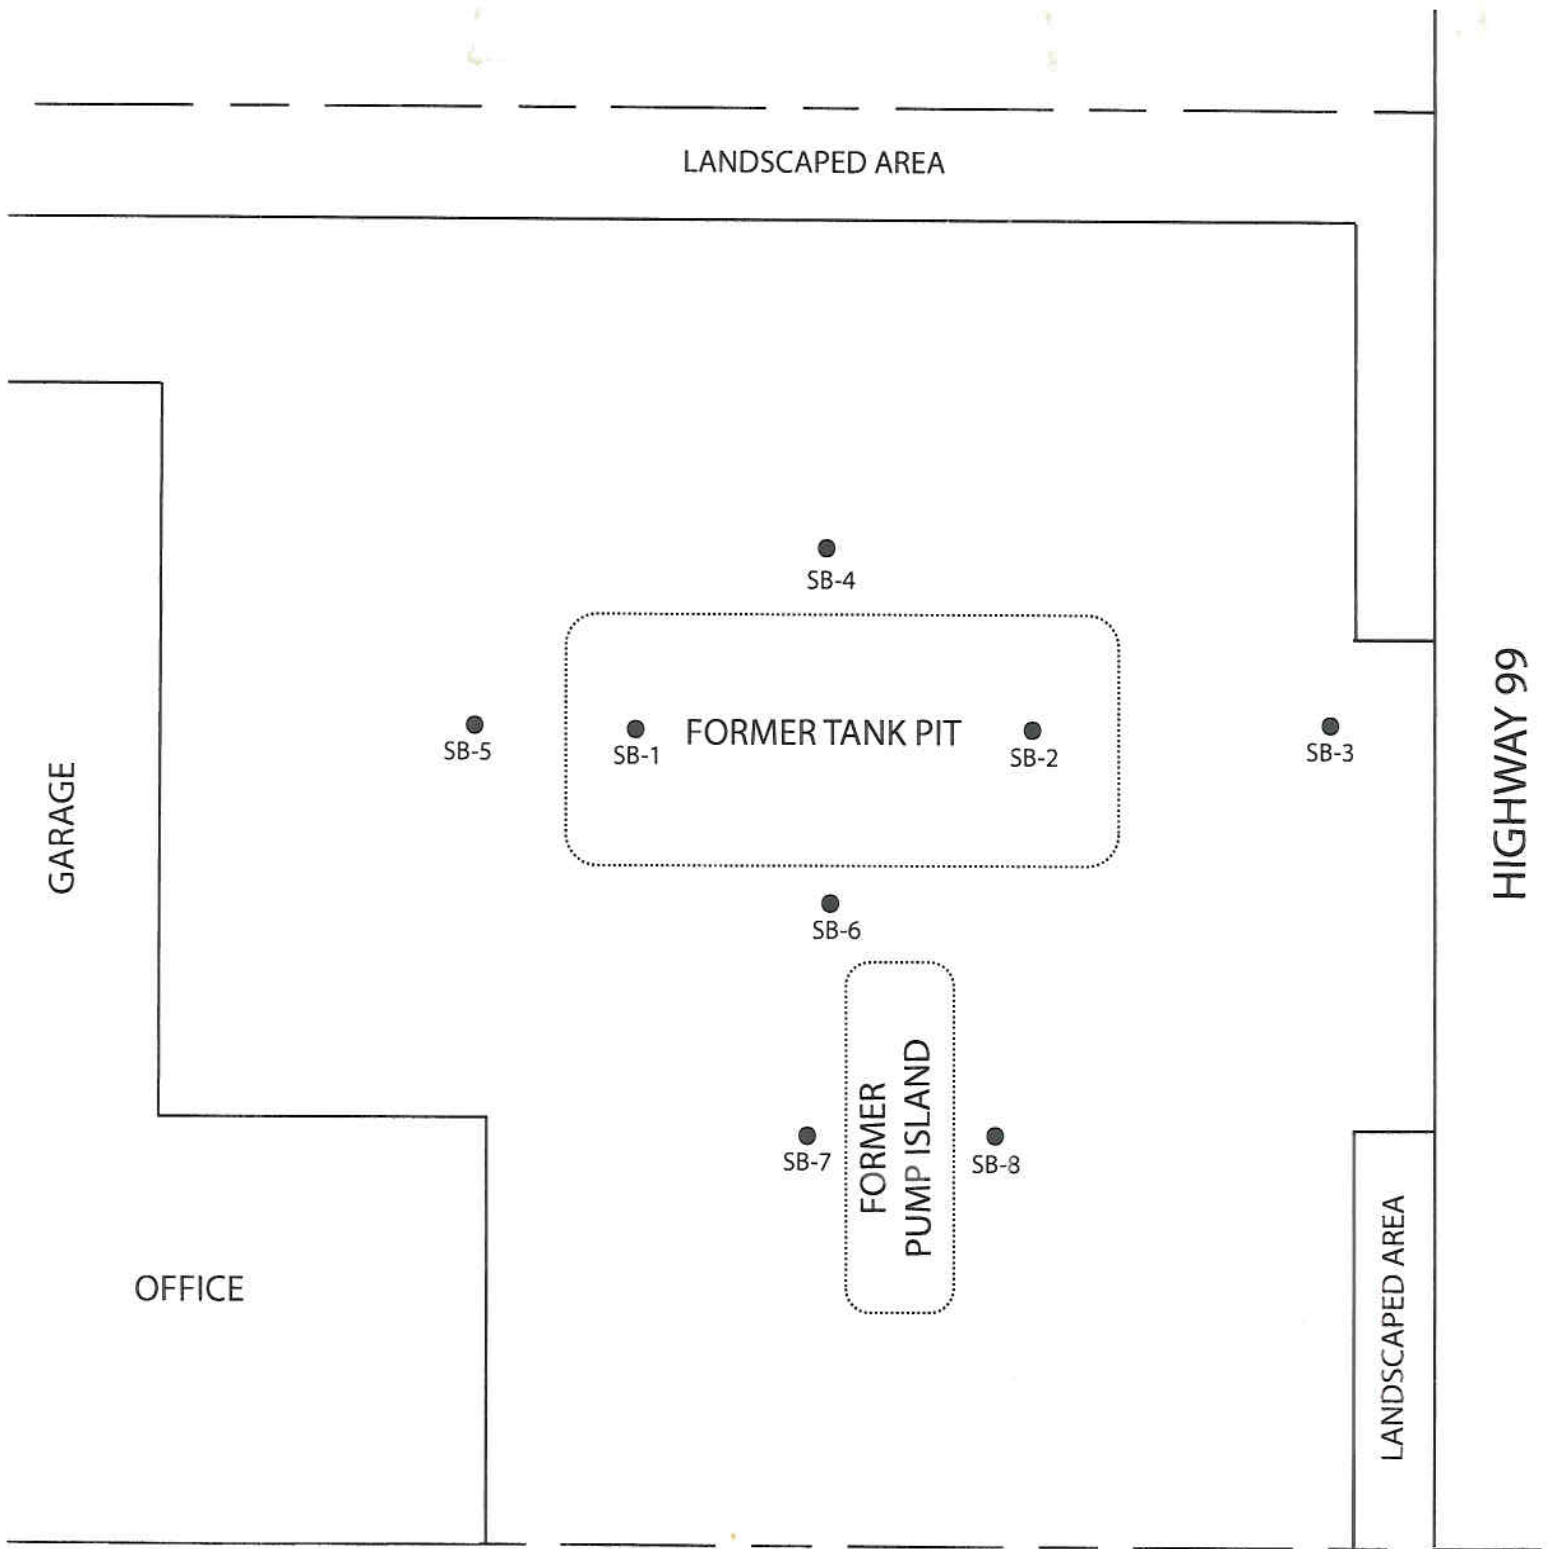 LANDSCAPED AREA
SB-4
FORMER TANK PIT
SB-5
SB-1
SB-2
SB-3
GARAGE
HIGHWAY 99
SB-6
FORMER
PUMP ISLAND
SB-7
SB-8
OFFICE
LANDSCAPED AREA